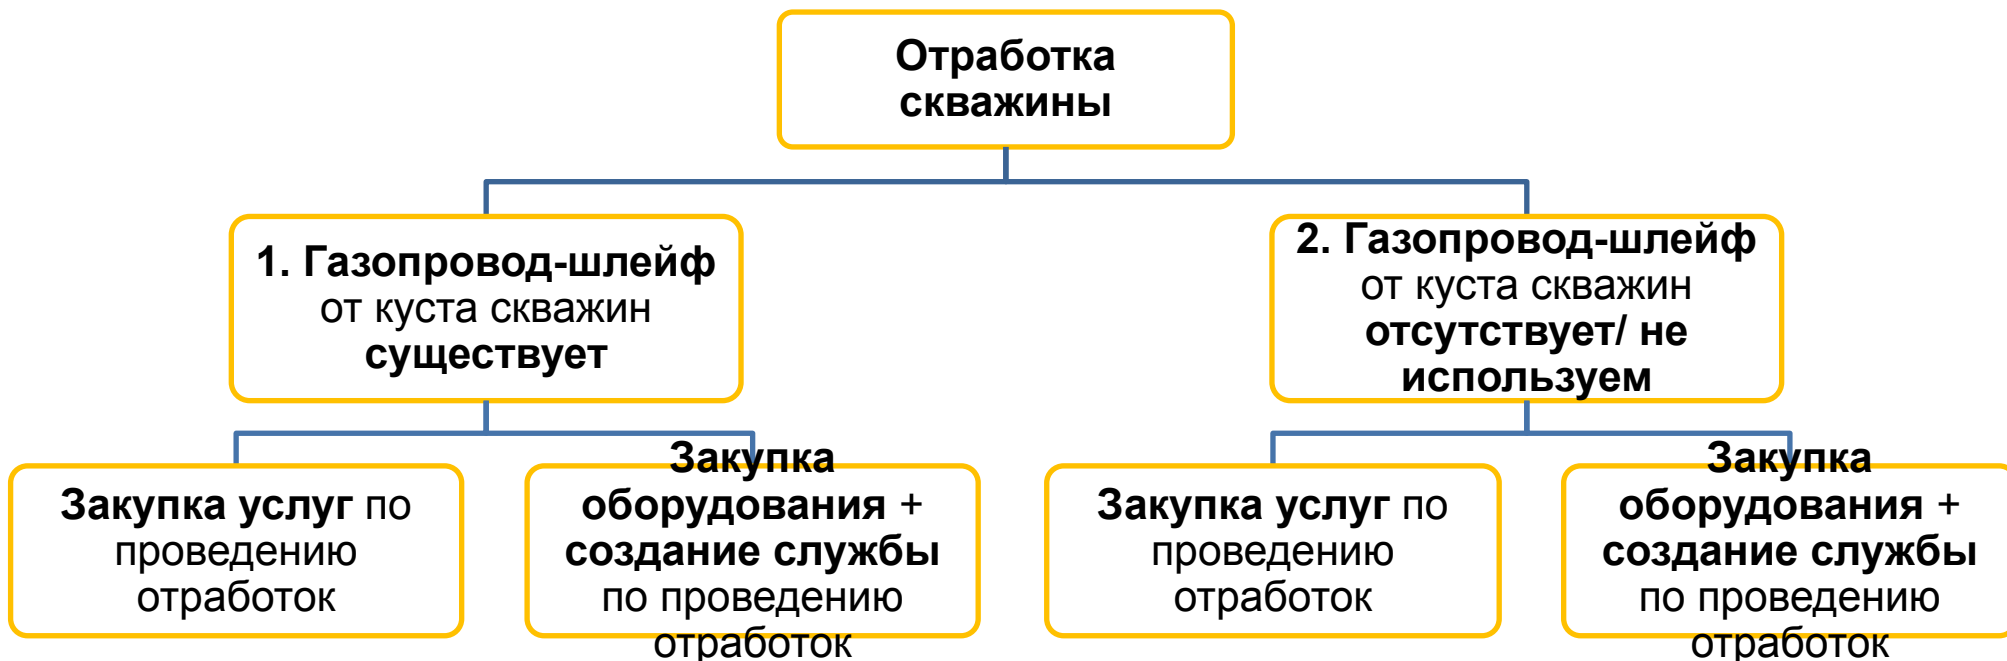 Отработка
скважины
1. Газопровод-шлейф
от куста скважин
существует
2. Газопровод-шлейф
от куста скважин
отсутствует/ не
используем
Закупка услуг по
проведению
отработок
Закупка
оборудования +
создание службы
по проведению
отработок
Закупка услуг по
проведению
отработок
Закупка
оборудования +
создание службы
по проведению
отработок